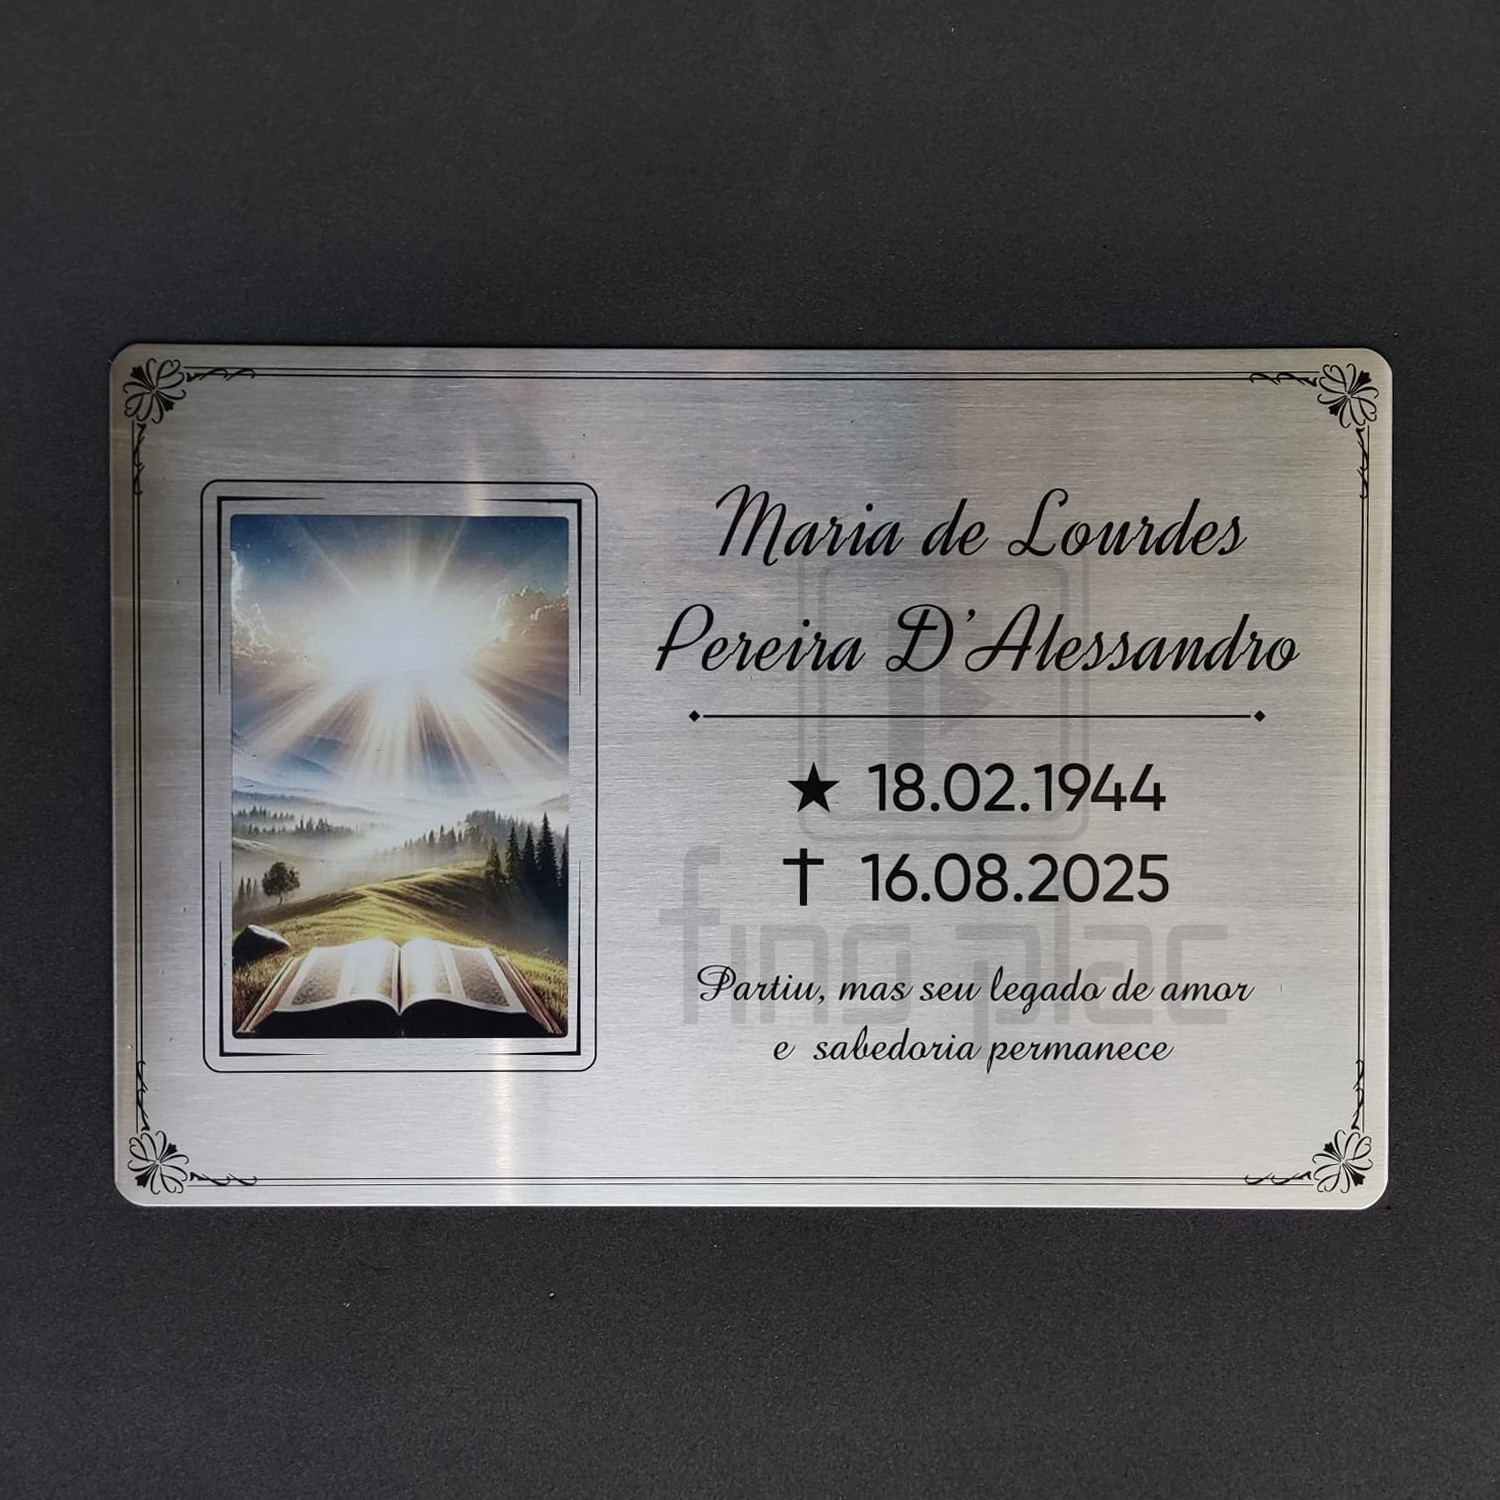 Maria de Lourdes
Pereira D'Alessandro
★ 18.02.1944
✝ 16.08.2025
fine plac
Partiu, mas seu legado de amor
e sabedoria permanece